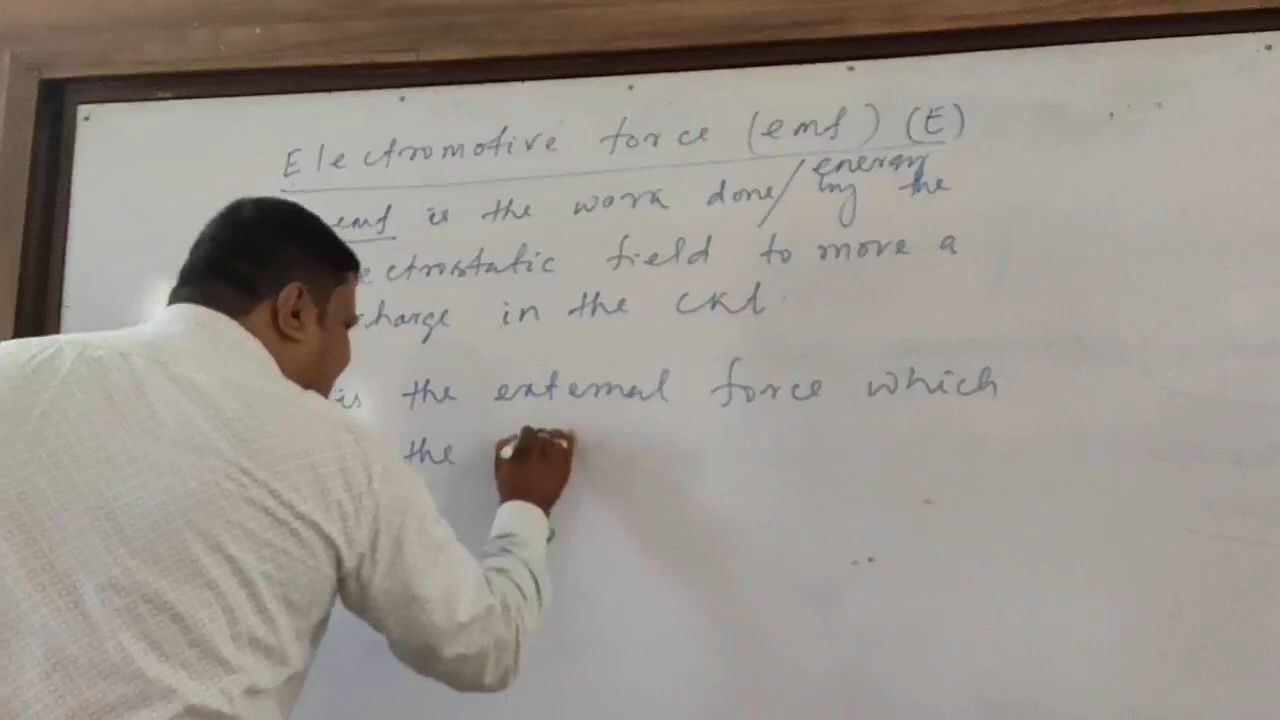 Electromotive force (emf) (E)
emf is the work done/energy by the
ectrostatic field to move a
charge in the ckt.
is the external force which
the